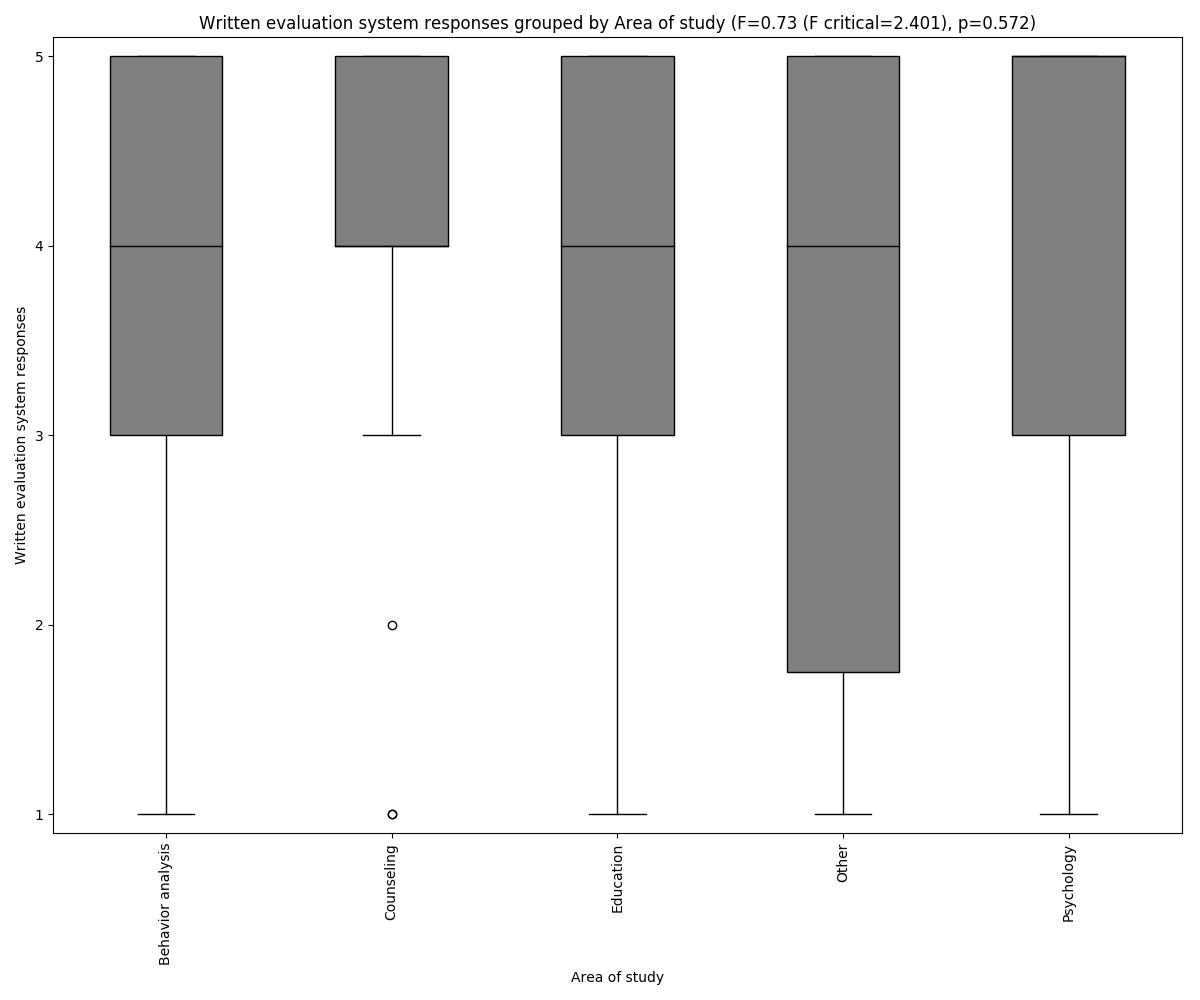 Written evaluation system responses grouped by Area of study (F=0.73 (F critical=2.401), p=0.572)
Written evaluation system responses
5
4
3
2
1
Behavior analysis
Counseling
Education
Other
Psychology
Area of study